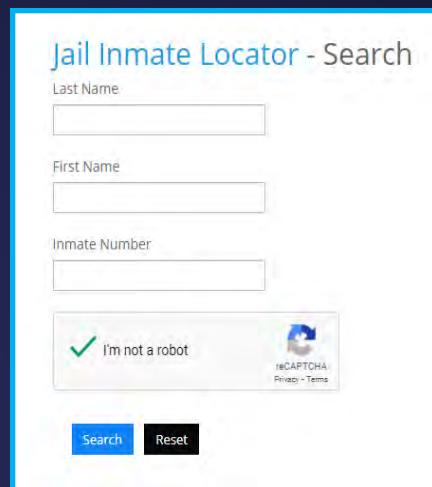 Jail Inmate Locator - Search
Last Name
First Name
Inmate Number
I'm not a robot
reCAPTCHA
Privacy - Terms
Search Reset